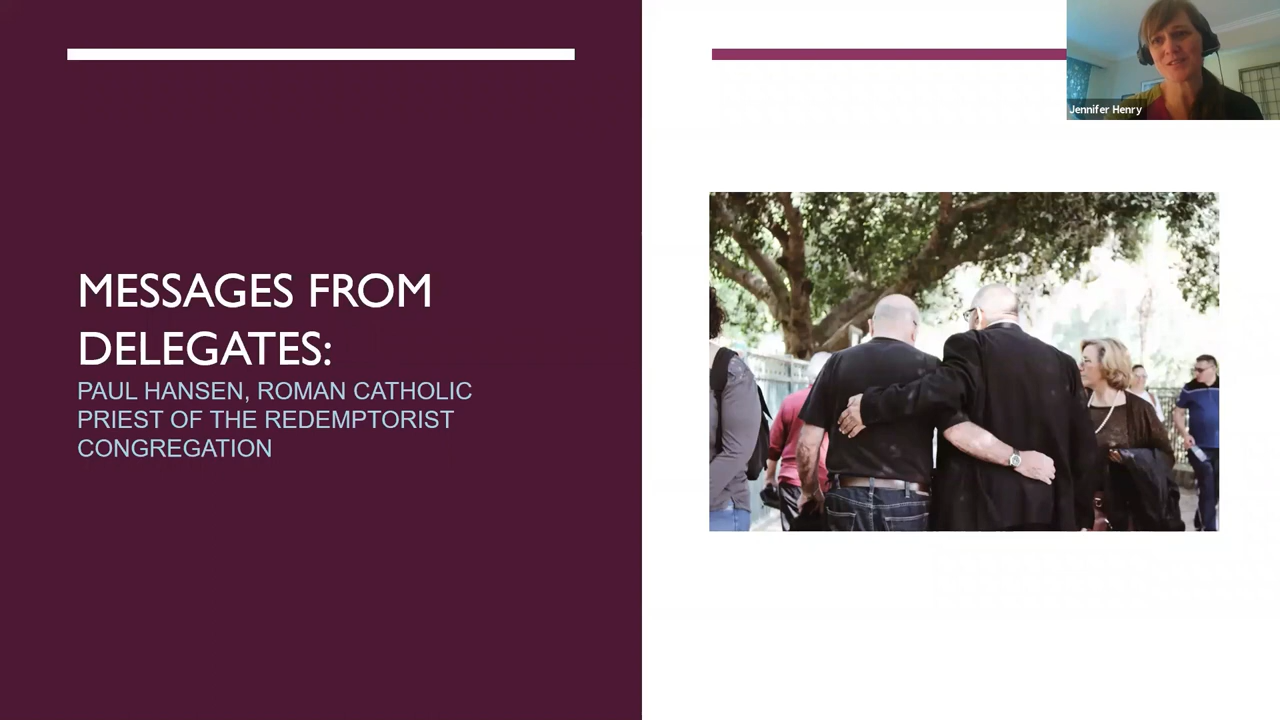 Jennifer Henry
MESSAGES FROM
DELEGATES:
PAUL HANSEN, ROMAN CATHOLIC
PRIEST OF THE REDEMPTORIST
CONGREGATION